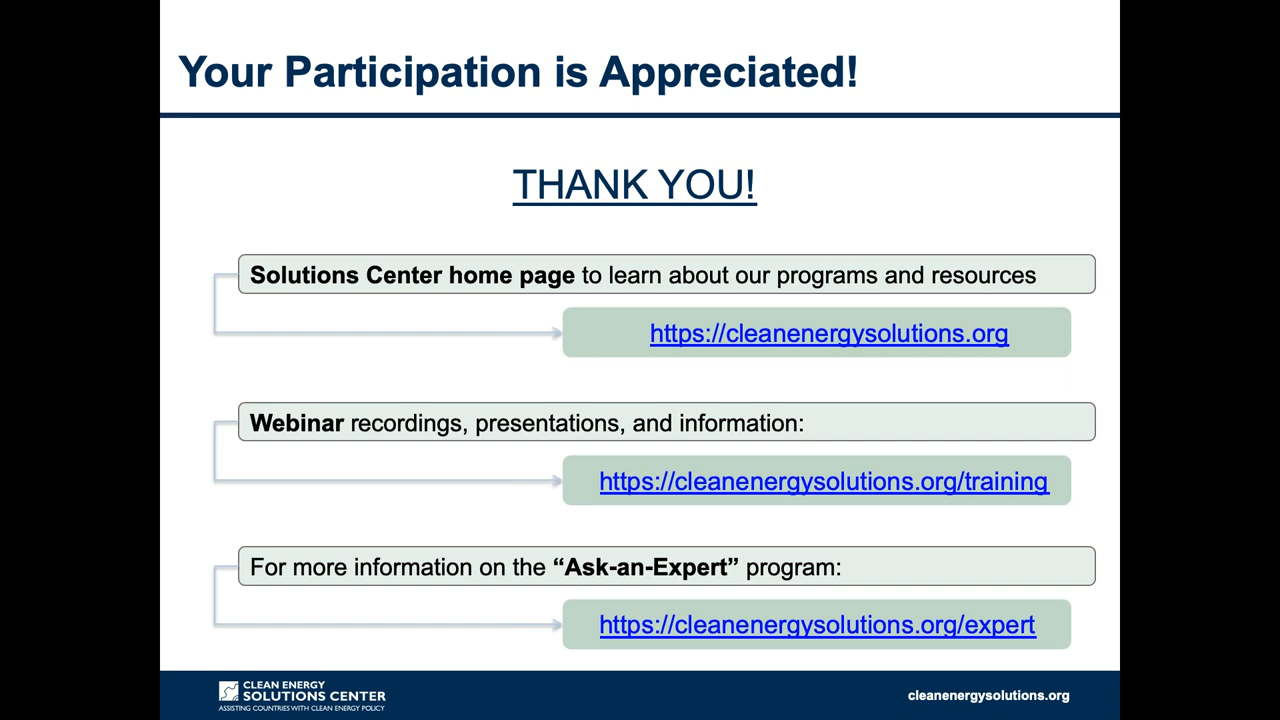 Your Participation is Appreciated!
THANK YOU!
Solutions Center home page to learn about our programs and resources
https://cleanenergysolutions.org
Webinar recordings, presentations, and information:
https://cleanenergysolutions.org/training
For more information on the “Ask-an-Expert” program:
https://cleanenergysolutions.org/expert
CLEAN ENERGY
SOLUTIONS CENTER
ASSISTING COUNTRIES WITH CLEAN ENERGY POLICY
cleanenergysolutions.org